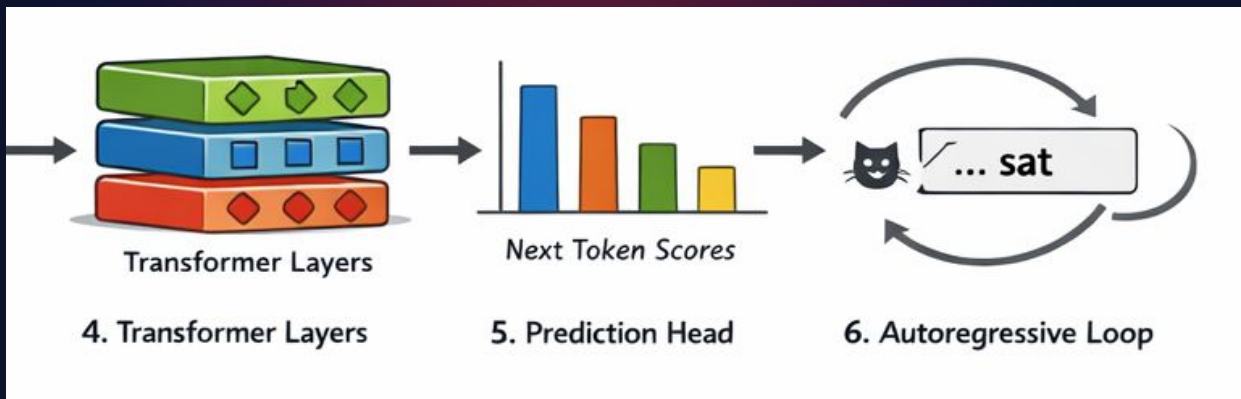 ... sat
Transformer Layers
Next Token Scores
4. Transformer Layers
5. Prediction Head
6. Autoregressive Loop